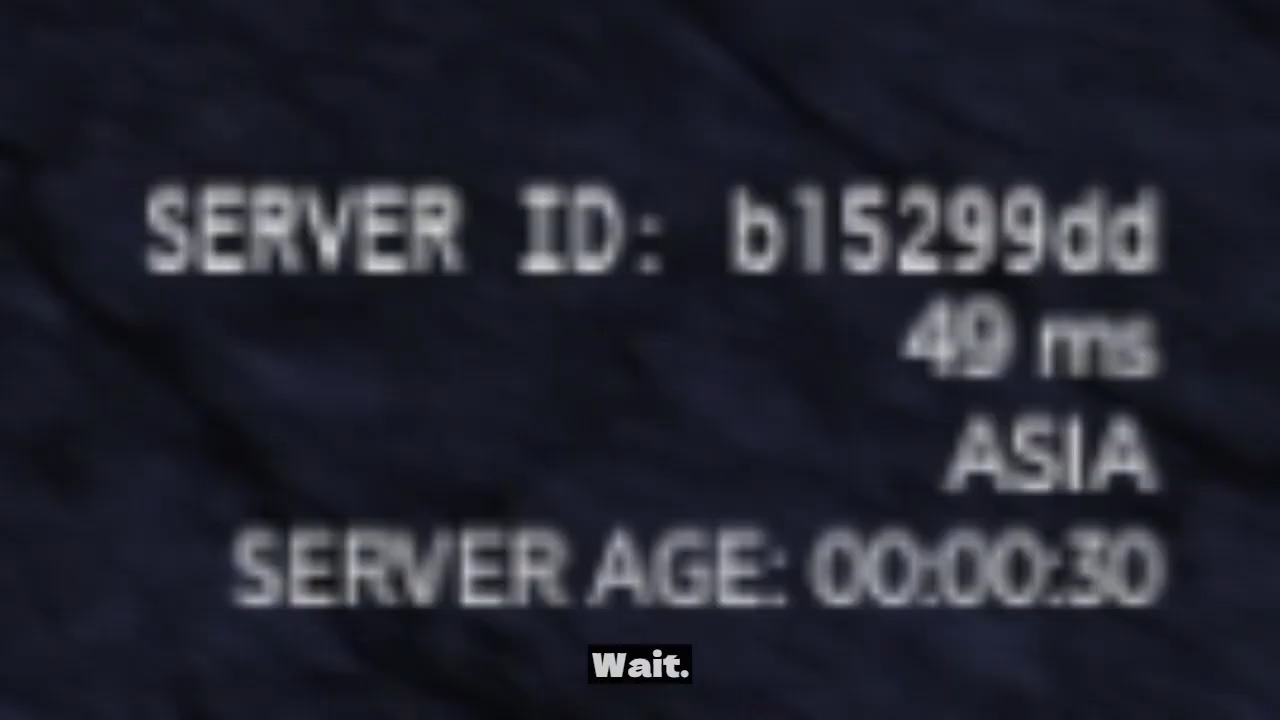 SERVER ID: b15299dd
49 ms
ASIA
SERVER AGE: 00:00:30
Wait.